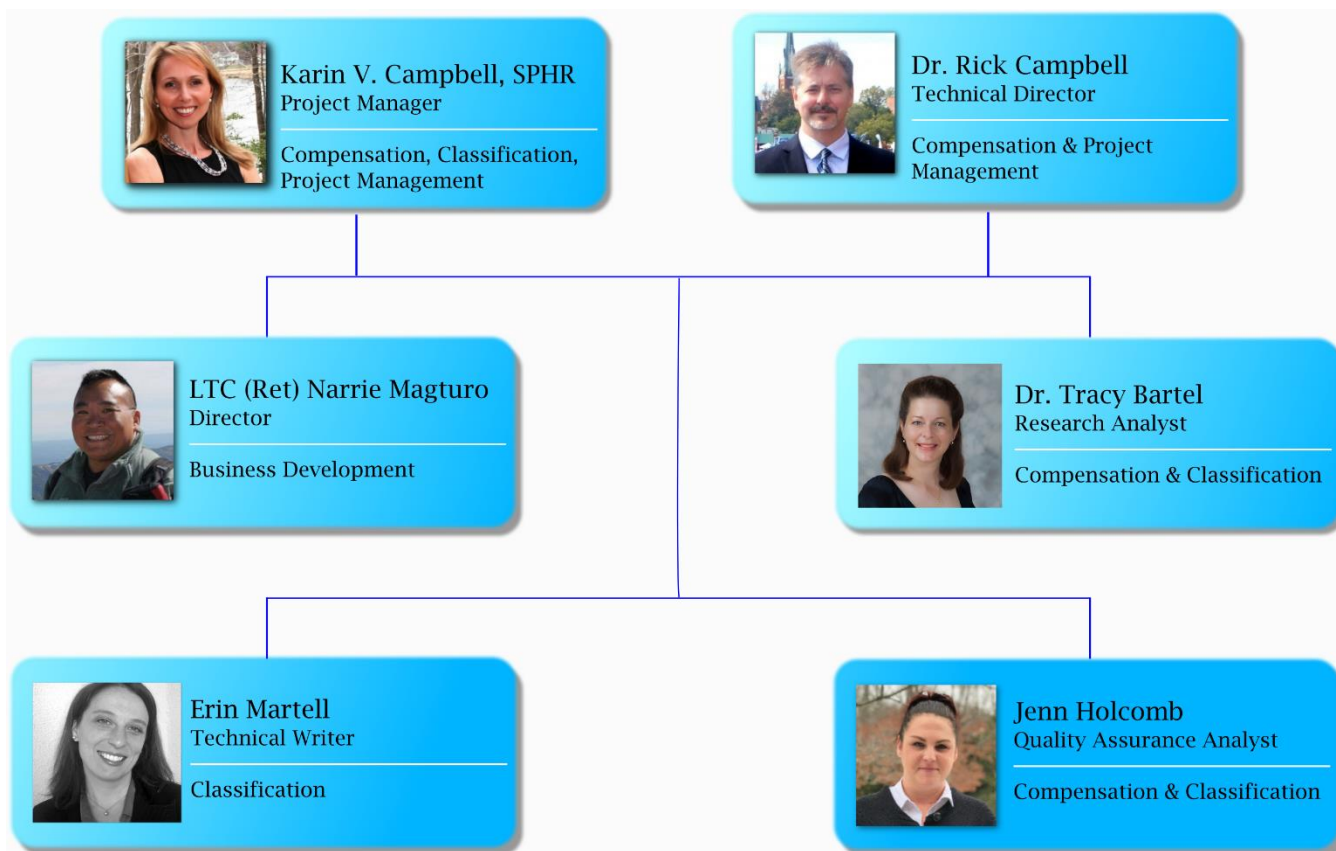 Karin V. Campbell, SPHR
Project Manager
Compensation, Classification,
Project Management
Dr. Rick Campbell
Technical Director
Compensation & Project
Management
LTC (Ret) Narrie Magturo
Director
Business Development
Dr. Tracy Bartel
Research Analyst
Compensation & Classification
Erin Martell
Technical Writer
Classification
Jenn Holcomb
Quality Assurance Analyst
Compensation & Classification